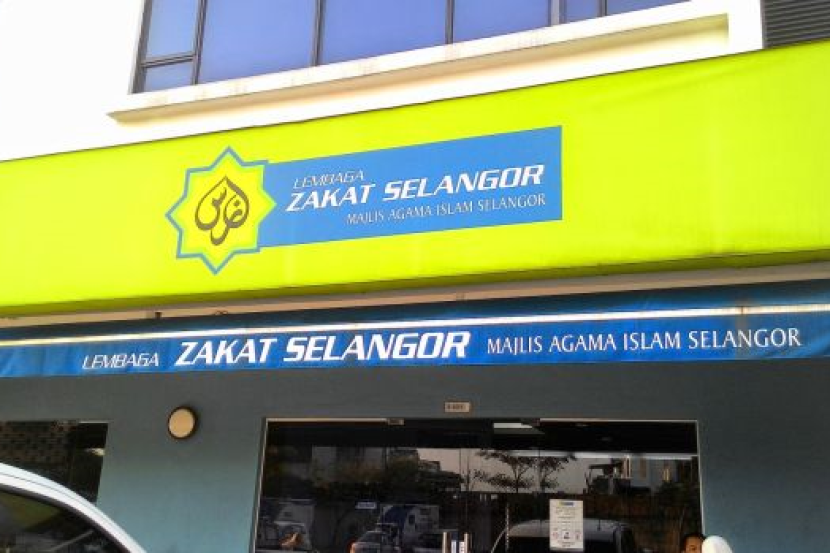 LEMBAGA
ZAKAT SELANGOR
MAJLIS AGAMA ISLAM SELANGOR
LEMBAGA ZAKAT SELANGOR MAJLIS AGAMA ISLAM SELANGOR